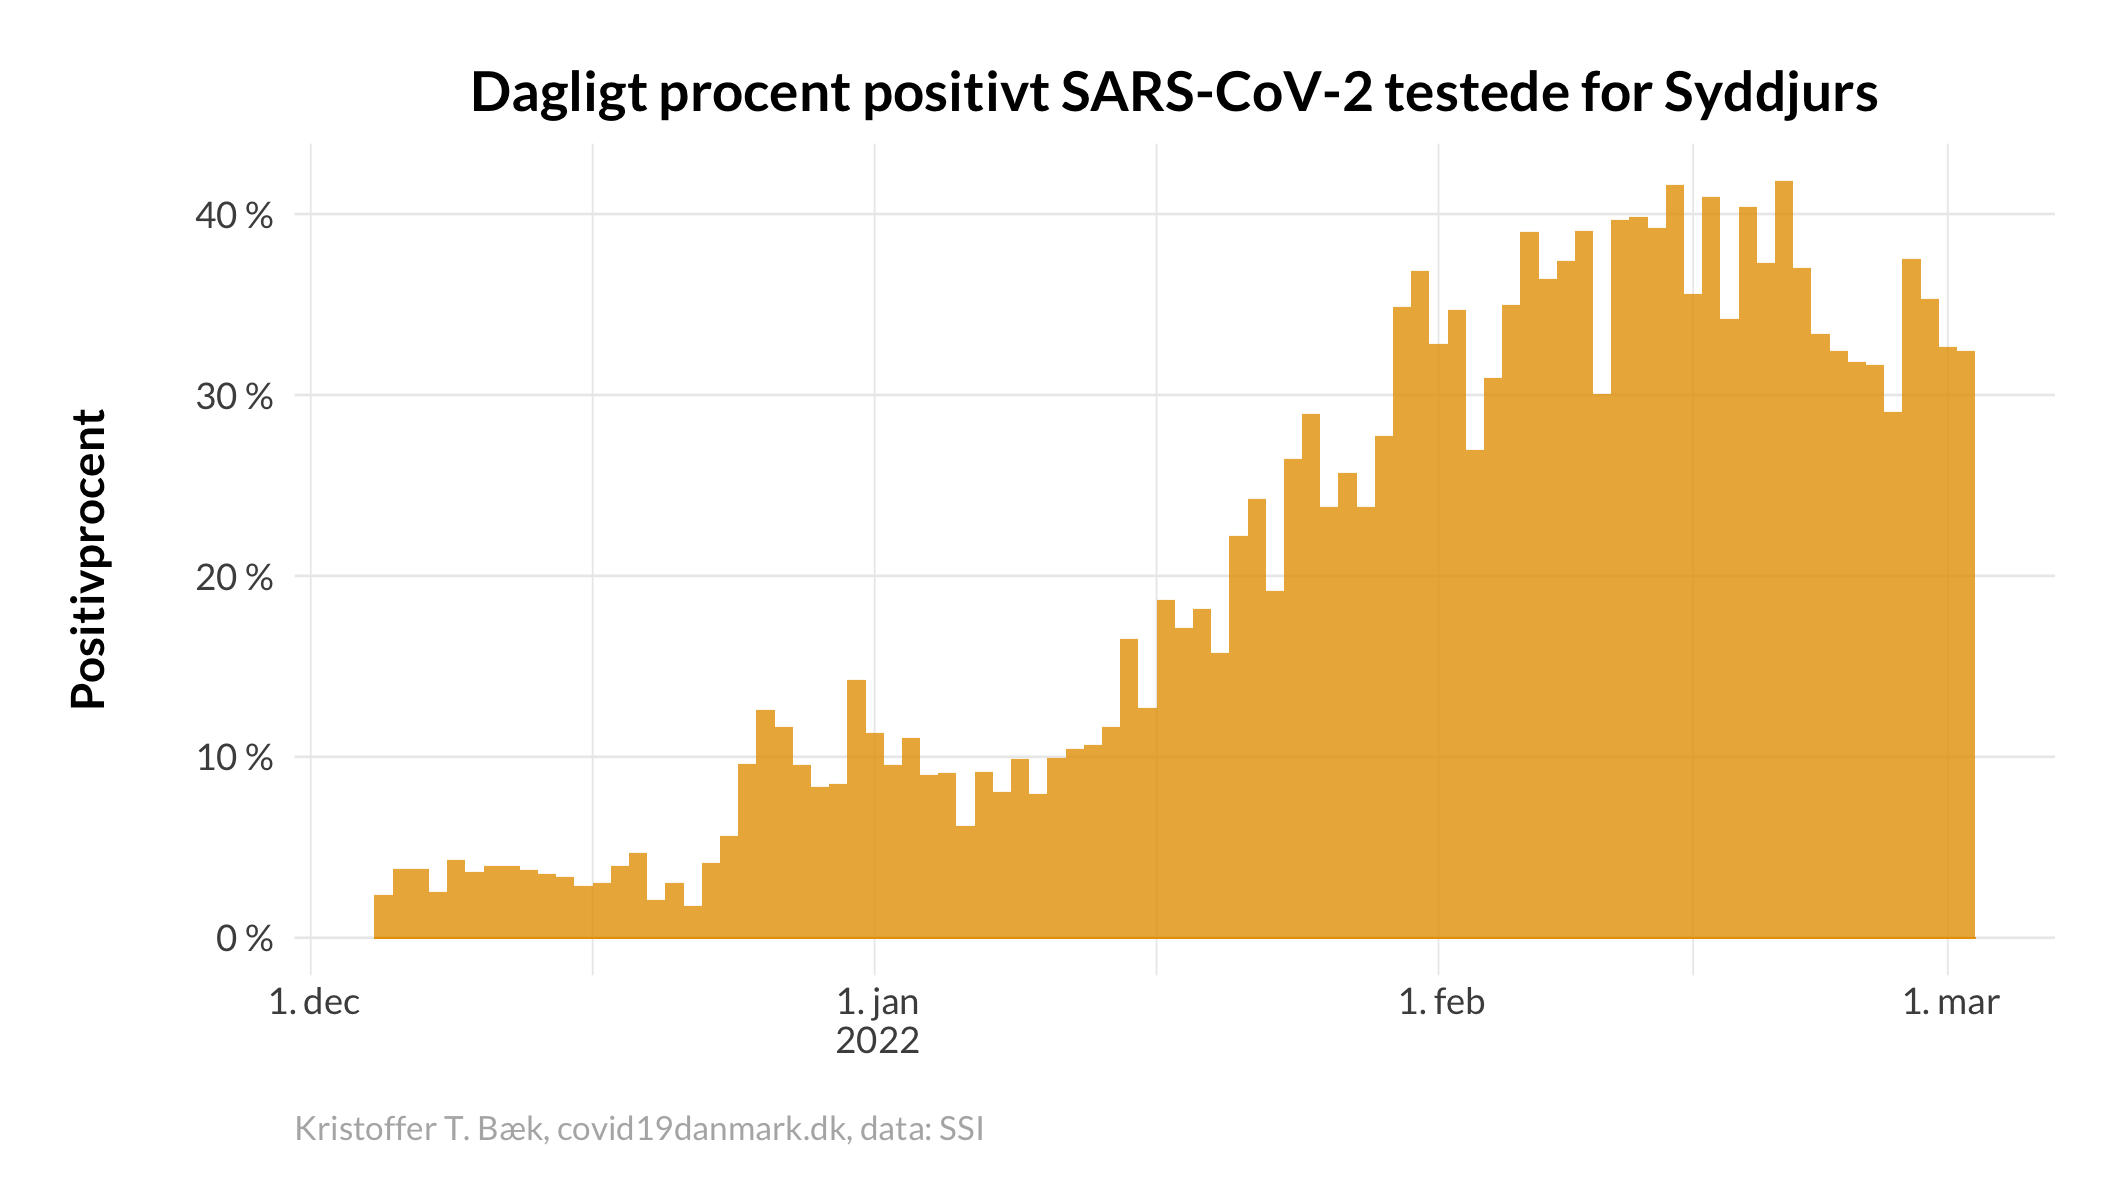 Dagligt procent positivt SARS-CoV-2 testede for Syddjurs
Positivprocent
40 %
30 %
20 %
10 %
0 %
1. dec
1. jan
2022
1. feb
1. mar
Kristoffer T. Bæk, covid19danmark.dk, data: SSI